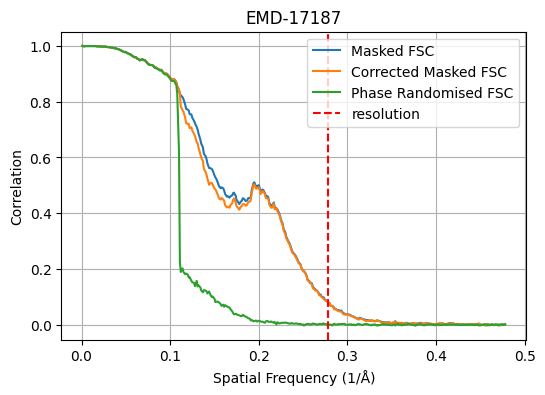 EMD-17187
Masked FSC
Corrected Masked FSC
Phase Randomised FSC
resolution
Correlation
1.0
0.8
0.6
0.4
0.2
0.0
0.0 0.1 0.2 0.3 0.4 0.5
Spatial Frequency (1/Å)